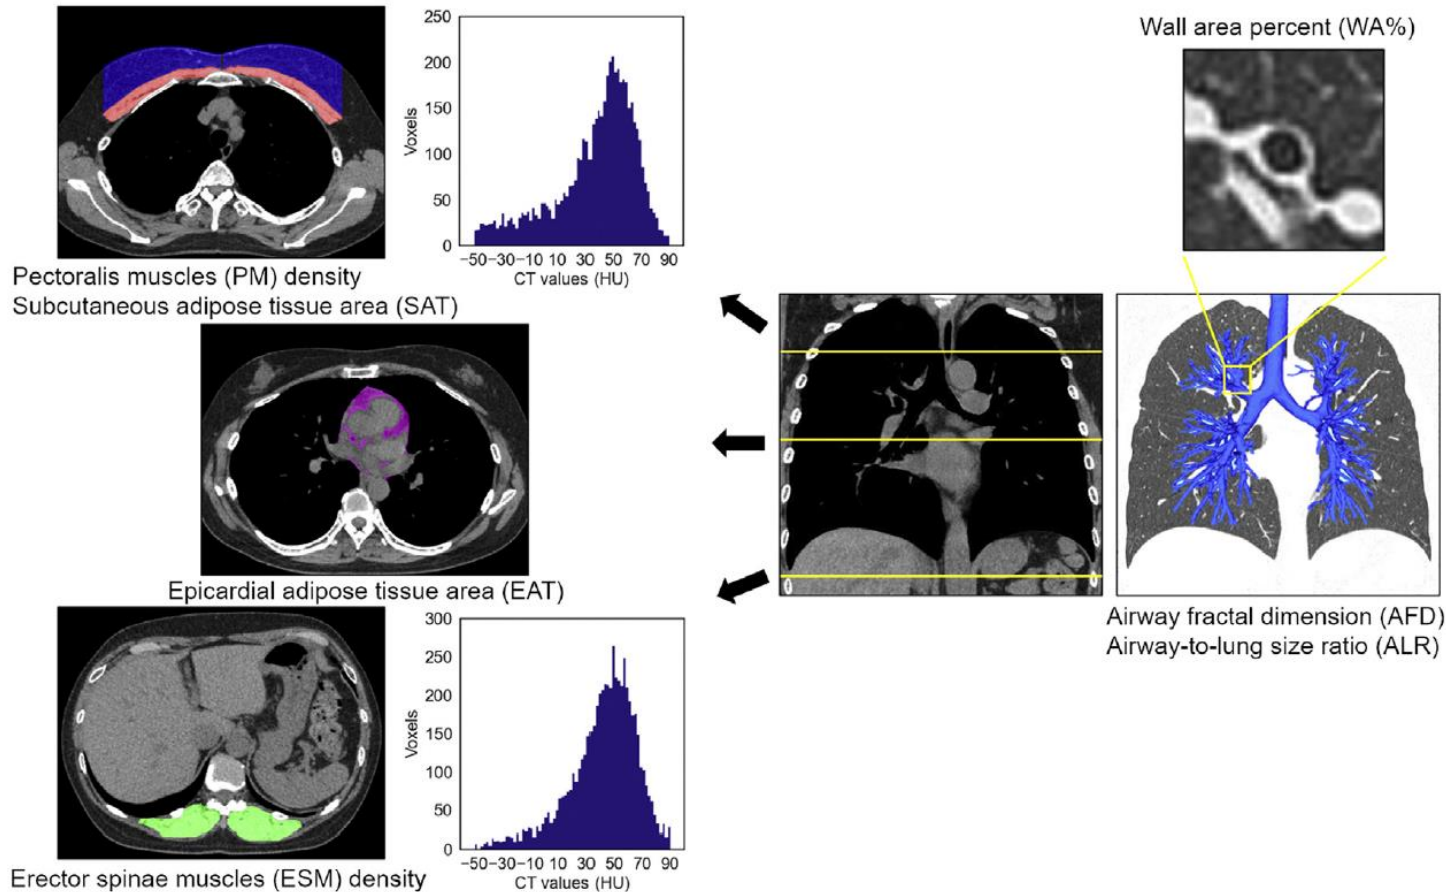 Wall area percent (WA%)
250
200
150
100
50
0
Voxels
−50−30−10 10 30 50 70 90
CT values (HU)
Pectoralis muscles (PM) density
Subcutaneous adipose tissue area (SAT)
Epicardial adipose tissue area (EAT)
Airway fractal dimension (AFD)
Airway-to-lung size ratio (ALR)
300
250
200
150
100
50
0
Voxels
−50−30−10 10 30 50 70 90
CT values (HU)
Erector spinae muscles (ESM) density